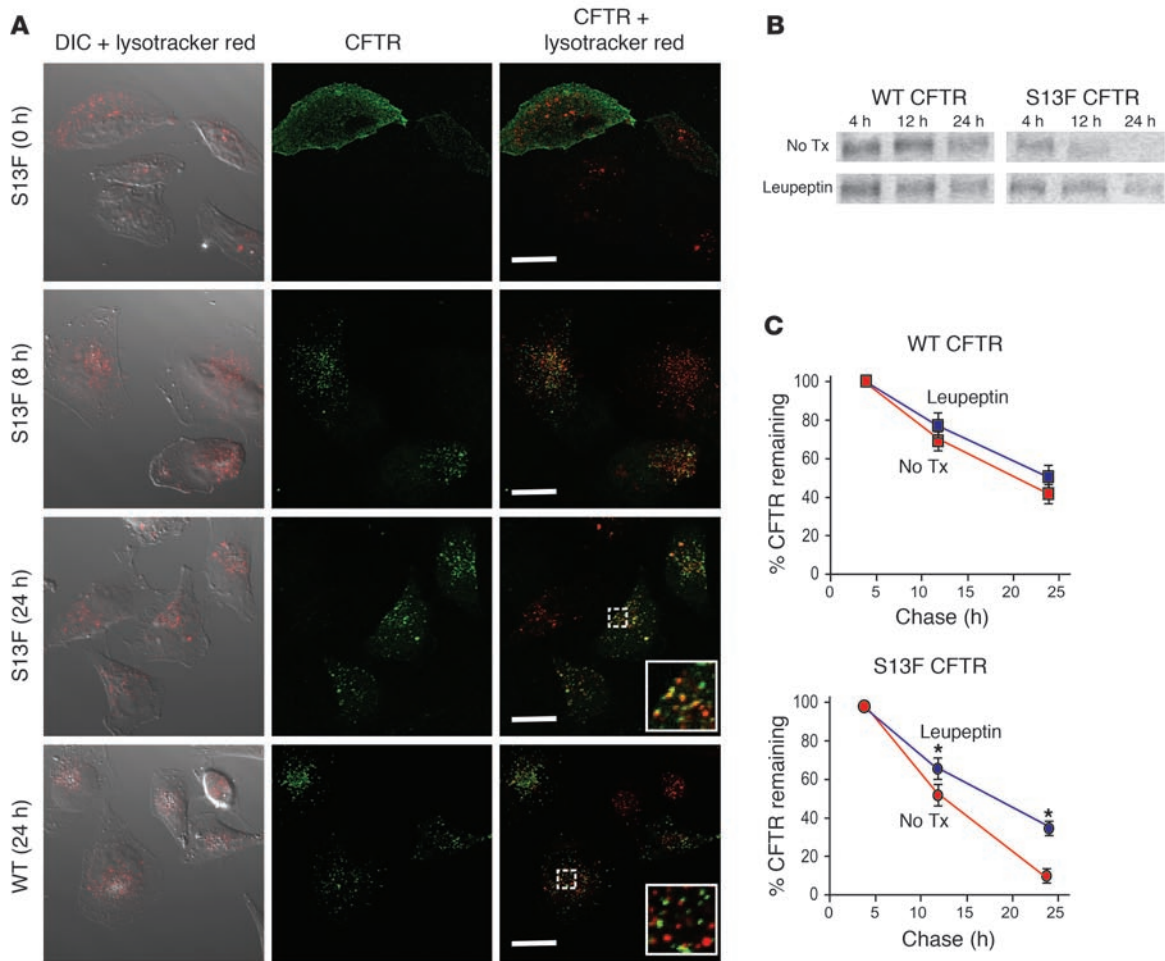 A
DIC + lysotracker red
CFTR
CFTR +
lysotracker red
S13F (0 h)
S13F (8 h)
S13F (24 h)
WT (24 h)
B
WT CFTR
S13F CFTR
4 h 12 h 24 h 4 h 12 h 24 h
No Tx
Leupeptin
C
WT CFTR
% CFTR remaining
100
80
60
40
20
0
Leupeptin
No Tx
0 5 10 15 20 25
Chase (h)
S13F CFTR
% CFTR remaining
100
80
60
40
20
0
Leupeptin
*
*
No Tx
0 5 10 15 20 25
Chase (h)